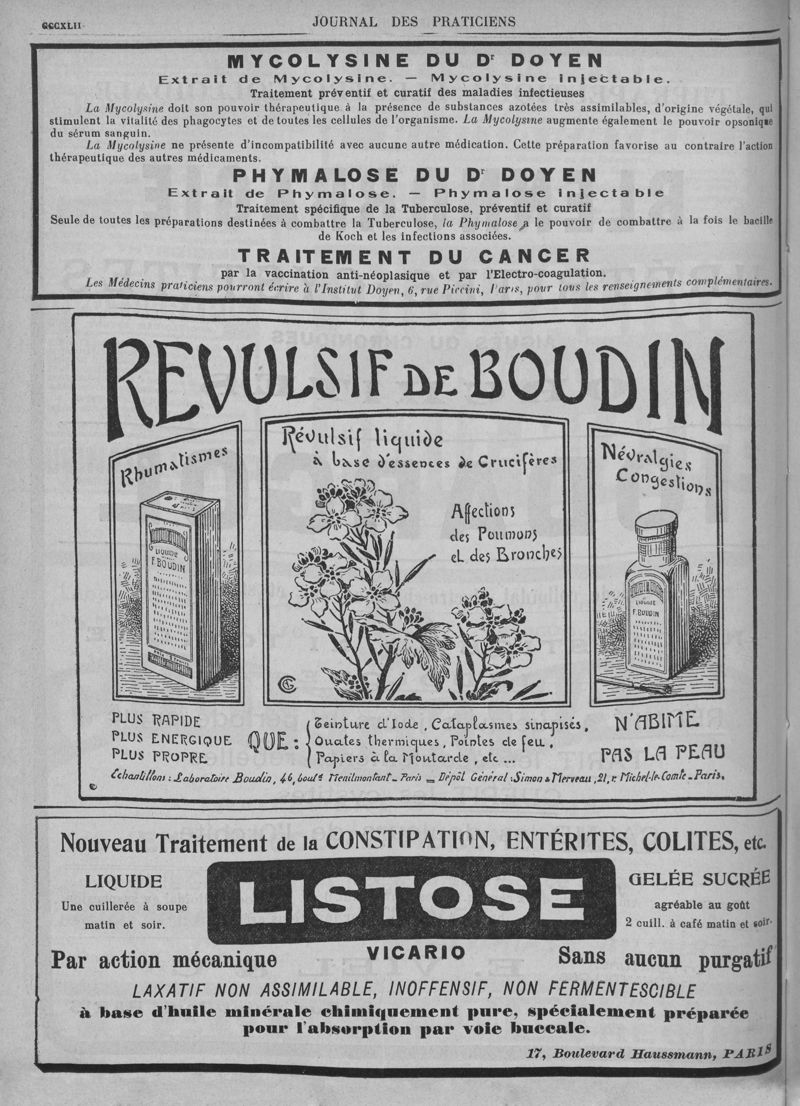 CCCXLII
JOURNAL DES PRATICIENS
MYCOLYSINE DU Dr DOYEN
Extrait de Mycolysine. — Mycolysine injectable.
Traitement préventif et curatif des maladies infectieuses
La Mycolysine doit son pouvoir thérapeutique à la présence de substances azotées très assimilables, d'origine végétale, qui
stimulent la vitalité des phagocytes et de toutes les cellules de l'organisme. La Mycolysine augmente également le pouvoir opsonique
du sérum sanguin.
La Mycolysine ne présente d'incompatibilité avec aucune autre médication. Cette préparation favorise au contraire l'action
thérapeutique des autres médicaments.
PHYMALOSE DU Dr DOYEN
Extrait de Phymalose. — Phymalose injectable
Traitement spécifique de la Tuberculose, préventif et curatif
Seule de toutes les préparations destinées à combattre la Tuberculose, la Phymalose a le pouvoir de combattre à la fois le bacille
de Koch et les infections associées.
TRAITEMENT DU CANCER
par la vaccination anti-néoplasique et par l'Electro-coagulation.
Les Médecins praticiens pourront écrire à l'Institut Doyen, 6, rue Piccini, Paris, pour tous les renseignements complémentaires.
REVULSIF DE BOUDIN
Rhumatismes
LIQUIDE
F. BOUDIN
Révulsif liquide
à base d'essences de Crucifères
Affections
des Poumons
et des Bronches
Névralgies
Congestions
LIQUIDE
F. BOUDIN
PLUS RAPIDE
PLUS ENERGIQUE
PLUS PROPRE
QUE:
Teinture d'Iode, Cataplasmes sinapisés,
Ouates thermiques, Pointes de feu,
Papiers à la Moutarde, etc...
N'ABIME
PAS LA PEAU
Echantillons: Laboratoire Boudin, 46, boulᵈ Menilmontant - Paris = Dépôt Général: Simon & Merveau, 21, r. Michel-le-Comte - Paris.
Nouveau Traitement de la CONSTIPATION, ENTÉRITES, COLITES, etc.
LIQUIDE
Une cuillerée à soupe
matin et soir.
LISTOSE
VICARIO
GELÉE SUCRÉE
agréable au goût
2 cuill. à café matin et soir.
Par action mécanique
Sans aucun purgatif
LAXATIF NON ASSIMILABLE, INOFFENSIF, NON FERMENTESCIBLE
à base d'huile minérale chimiquement pure, spécialement préparée
pour l'absorption par voie buccale.
17, Boulevard Haussmann, PARIS